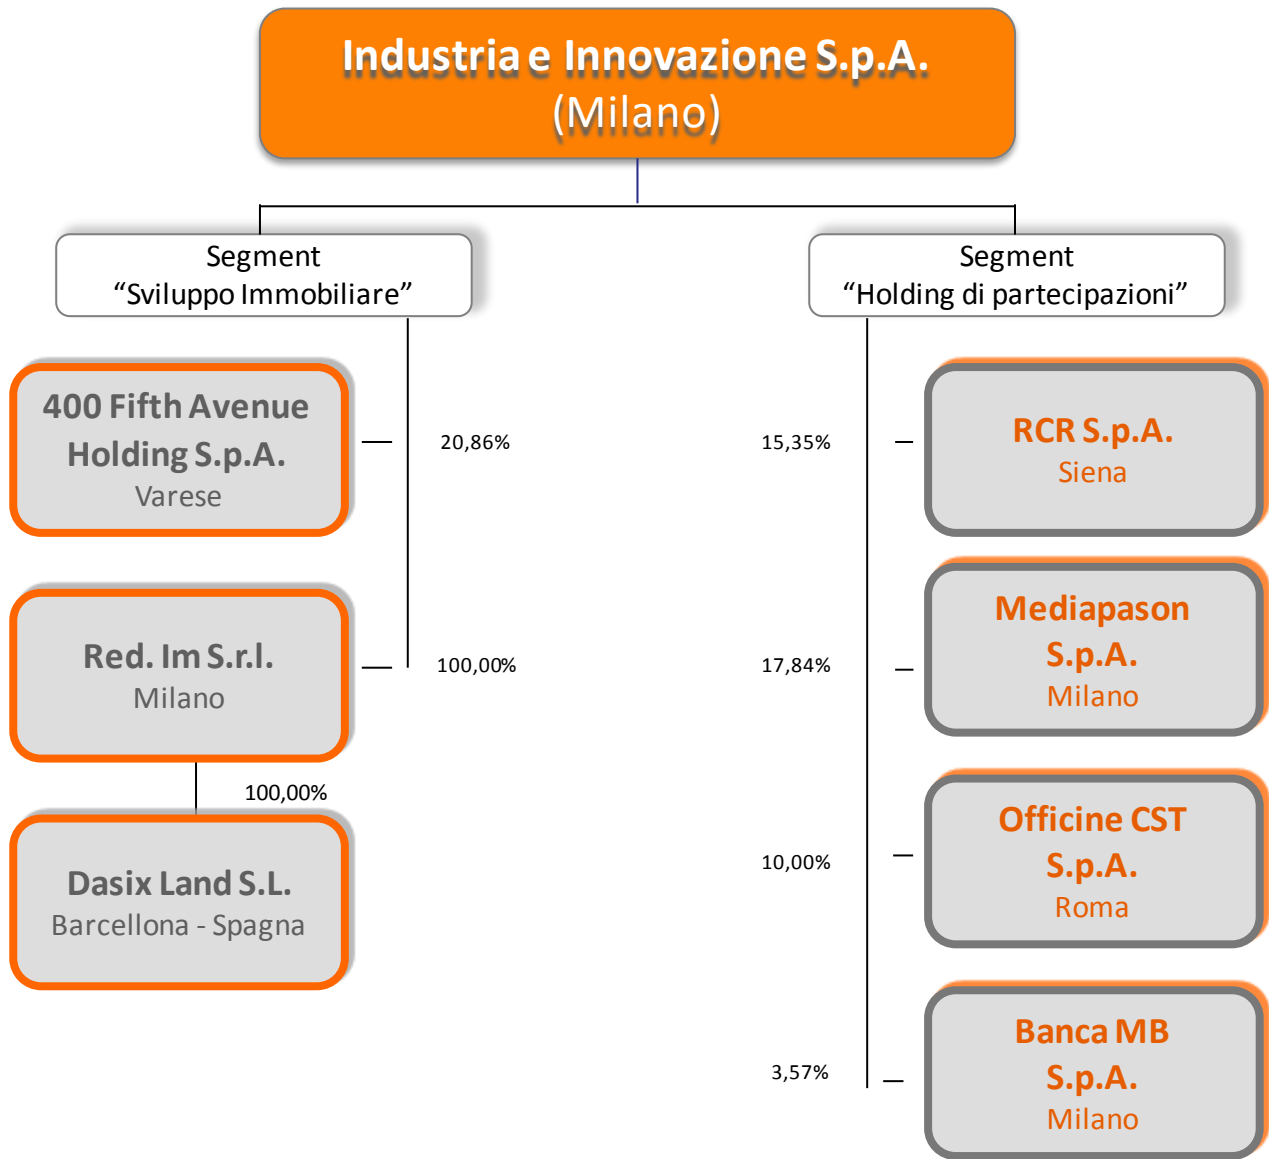 Industria e Innovazione S.p.A.
(Milano)
Segment
“Sviluppo Immobiliare”
400 Fifth Avenue
Holding S.p.A.
Varese
20,86%
Red. Im S.r.l.
Milano
100,00%
100,00%
Dasix Land S.L.
Barcellona - Spagna
Segment
“Holding di partecipazioni”
15,35%
RCR S.p.A.
Siena
17,84%
Mediapason
S.p.A.
Milano
10,00%
Officine CST
S.p.A.
Roma
3,57%
Banca MB
S.p.A.
Milano